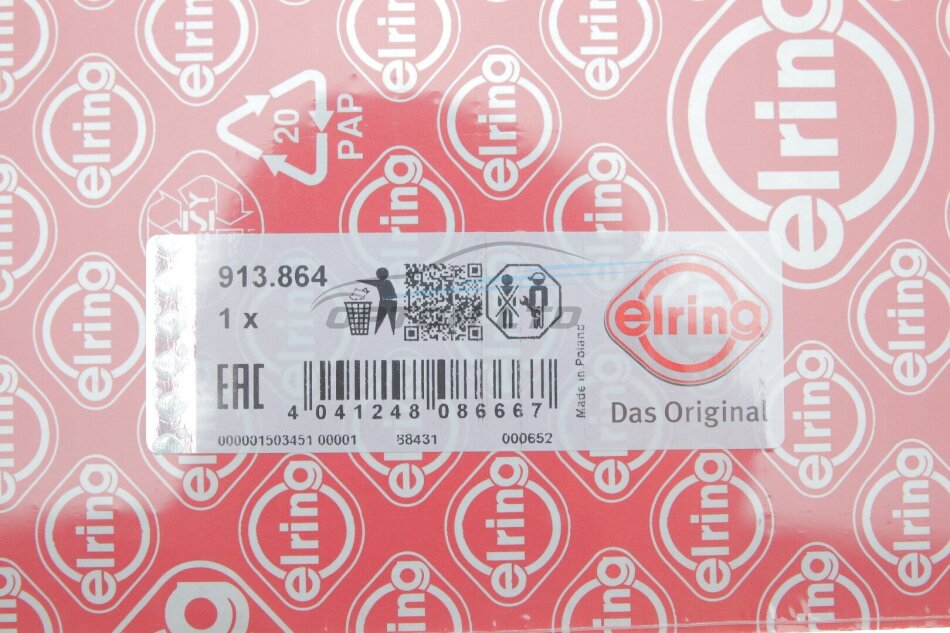 20
PAP
elring
913.864
1 x
EAC
4 041248 086667
Made in Poland
elring
Das Original
000001503451 00001 88431 000652